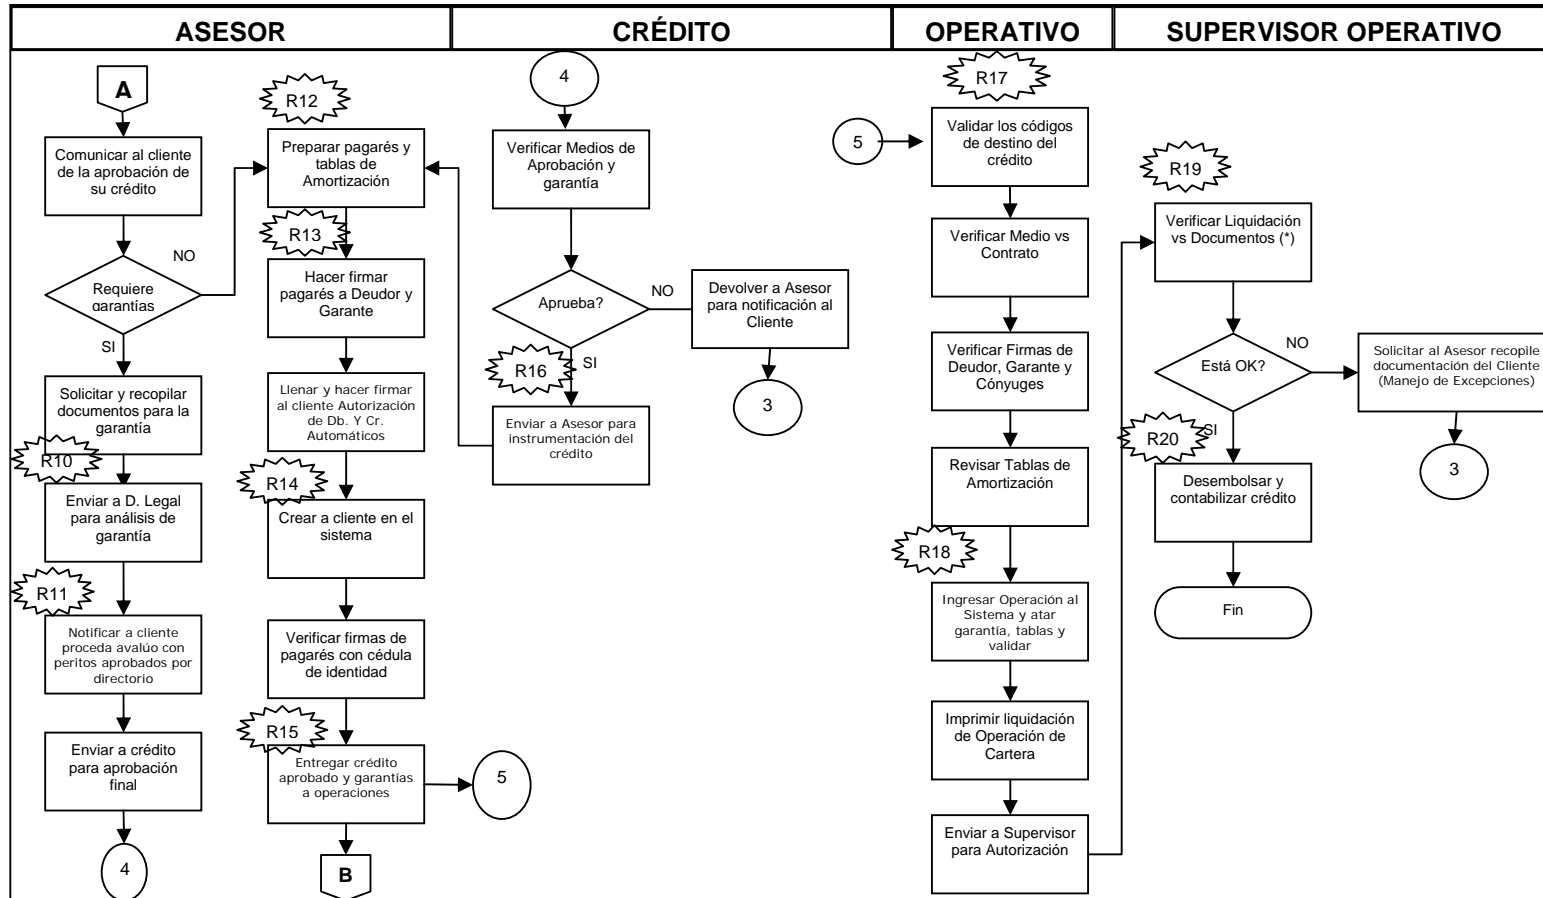 ASESOR
CRÉDITO
OPERATIVO
SUPERVISOR OPERATIVO
A
Comunicar al cliente
de la aprobación de
su crédito
NO
Requiere
garantías
SI
Solicitar y recopilar
documentos para la
garantía
R10
Enviar a D. Legal
para análisis de
garantía
R11
Notificar a cliente
proceda avalúo con
peritos aprobados por
directorio
Enviar a crédito
para aprobación
final
4
R12
Preparar pagarés y
tablas de
Amortización
R13
Hacer firmar
pagarés a Deudor y
Garante
Llenar y hacer firmar
al cliente Autorización
de Db. Y Cr.
Automáticos
R14
Crear a cliente en el
sistema
Verificar firmas de
pagarés con cédula
de identidad
R15
Entregar crédito
aprobado y garantías
a operaciones
B
5
4
Verificar Medios de
Aprobación y
garantía
Aprueba?
NO
Devolver a Asesor
para notificación al
Cliente
3
SI
R16
Enviar a Asesor para
instrumentación del
crédito
R17
5
Validar los códigos
de destino del
crédito
Verificar Medio vs
Contrato
Verificar Firmas de
Deudor, Garante y
Cónyuges
Revisar Tablas de
Amortización
R18
Ingresar Operación al
Sistema y atar
garantía, tablas y
validar
Imprimir liquidación
de Operación de
Cartera
Enviar a Supervisor
para Autorización
R19
Verificar Liquidación
vs Documentos (*)
Está OK?
NO
Solicitar al Asesor recopile
documentación del Cliente
(Manejo de Excepciones)
3
SI
R20
Desembolsar y
contabilizar crédito
Fin